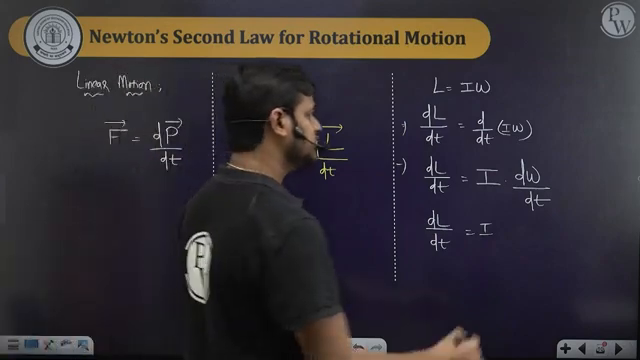 PW
Newton's Second Law for Rotational Motion
Linear Motion ;
F = dP/dt
dt
L = Iω
dL/dt = d/dt (Iω)
dL/dt = I · dω/dt
dL/dt = I